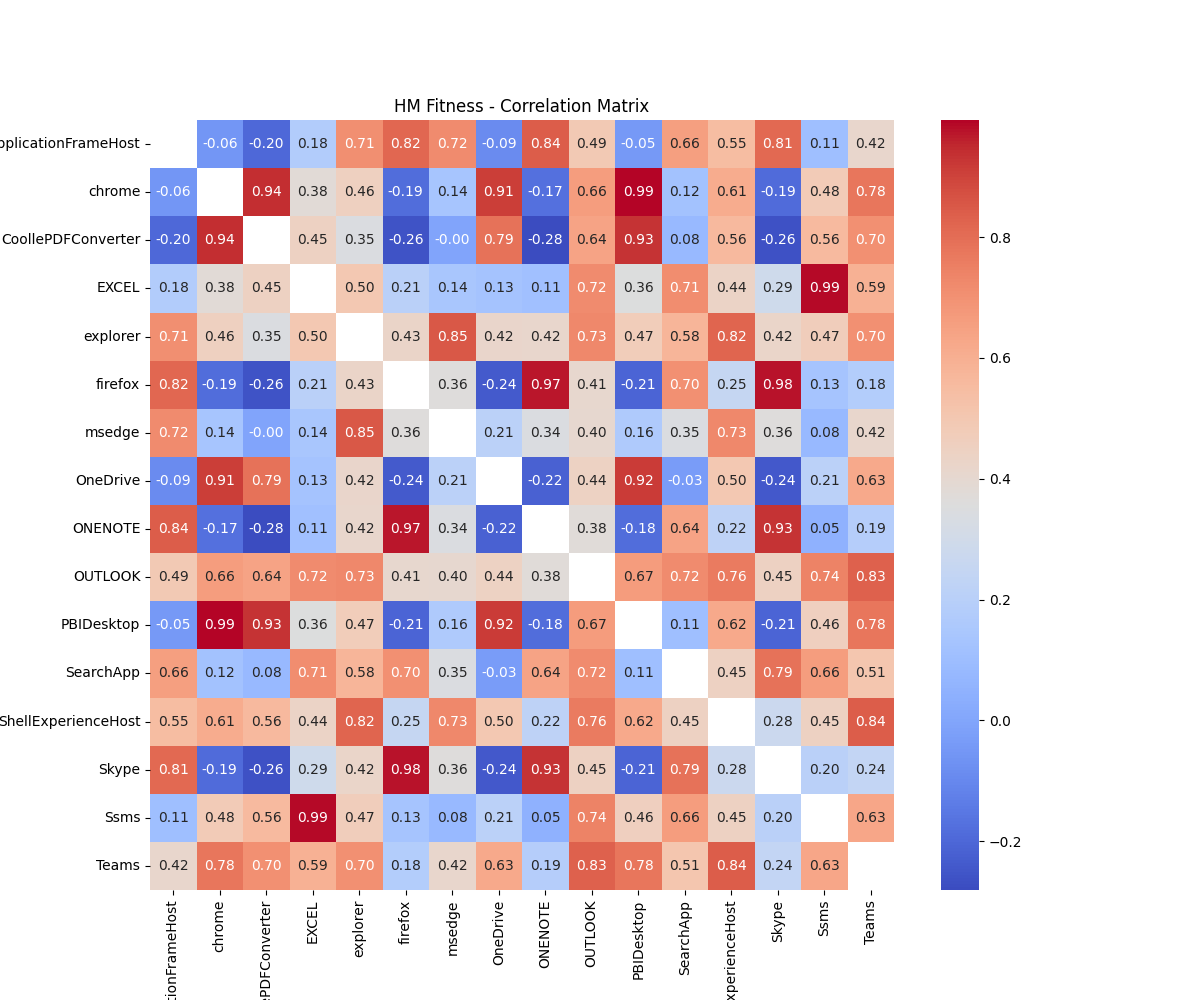 HM Fitness - Correlation Matrix
pplicationFrameHost -0.06 -0.20 0.18 0.71 0.82 0.72 -0.09 0.84 0.49 -0.05 0.66 0.55 0.81 0.11 0.42
chrome -0.06 0.94 0.38 0.46 -0.19 0.14 0.91 -0.17 0.66 0.99 0.12 0.61 -0.19 0.48 0.78
CoollePDFConverter -0.20 0.94 0.45 0.35 -0.26 -0.00 0.79 -0.28 0.64 0.93 0.08 0.56 -0.26 0.56 0.70
EXCEL 0.18 0.38 0.45 0.50 0.21 0.14 0.13 0.11 0.72 0.36 0.71 0.44 0.29 0.99 0.59
explorer 0.71 0.46 0.35 0.50 0.43 0.85 0.42 0.42 0.73 0.47 0.58 0.82 0.42 0.47 0.70
firefox 0.82 -0.19 -0.26 0.21 0.43 0.36 -0.24 0.97 0.41 -0.21 0.70 0.25 0.98 0.13 0.18
msedge 0.72 0.14 -0.00 0.14 0.85 0.36 0.21 0.34 0.40 0.16 0.35 0.73 0.36 0.08 0.42
OneDrive -0.09 0.91 0.79 0.13 0.42 -0.24 0.21 -0.22 0.44 0.92 -0.03 0.50 -0.24 0.21 0.63
ONENOTE 0.84 -0.17 -0.28 0.11 0.42 0.97 0.34 -0.22 0.38 -0.18 0.64 0.22 0.93 0.05 0.19
OUTLOOK 0.49 0.66 0.64 0.72 0.73 0.41 0.40 0.44 0.38 0.67 0.72 0.76 0.45 0.74 0.83
PBIDesktop -0.05 0.99 0.93 0.36 0.47 -0.21 0.16 0.92 -0.18 0.67 0.11 0.62 -0.21 0.46 0.78
SearchApp 0.66 0.12 0.08 0.71 0.58 0.70 0.35 -0.03 0.64 0.72 0.11 0.45 0.79 0.66 0.51
ShellExperienceHost 0.55 0.61 0.56 0.44 0.82 0.25 0.73 0.50 0.22 0.76 0.62 0.45 0.28 0.45 0.84
Skype 0.81 -0.19 -0.26 0.29 0.42 0.98 0.36 -0.24 0.93 0.45 -0.21 0.79 0.28 0.20 0.24
Ssms 0.11 0.48 0.56 0.99 0.47 0.13 0.08 0.21 0.05 0.74 0.46 0.66 0.45 0.20 0.63
Teams 0.42 0.78 0.70 0.59 0.70 0.18 0.42 0.63 0.19 0.83 0.78 0.51 0.84 0.24 0.63
tionFrameHost
chrome
ePDFConverter
EXCEL
explorer
firefox
msedge
OneDrive
ONENOTE
OUTLOOK
PBIDesktop
SearchApp
xperienceHost
Skype
Ssms
Teams
0.8
0.6
0.4
0.2
0.0
−0.2